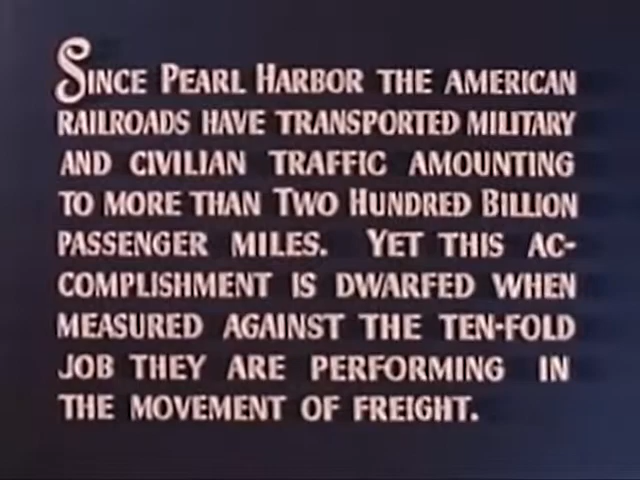 Since Pearl Harbor the American
railroads have transported military
and civilian traffic amounting
to more than Two Hundred Billion
passenger miles. Yet this ac-
complishment is dwarfed when
measured against the ten-fold
job they are performing in
the movement of freight.